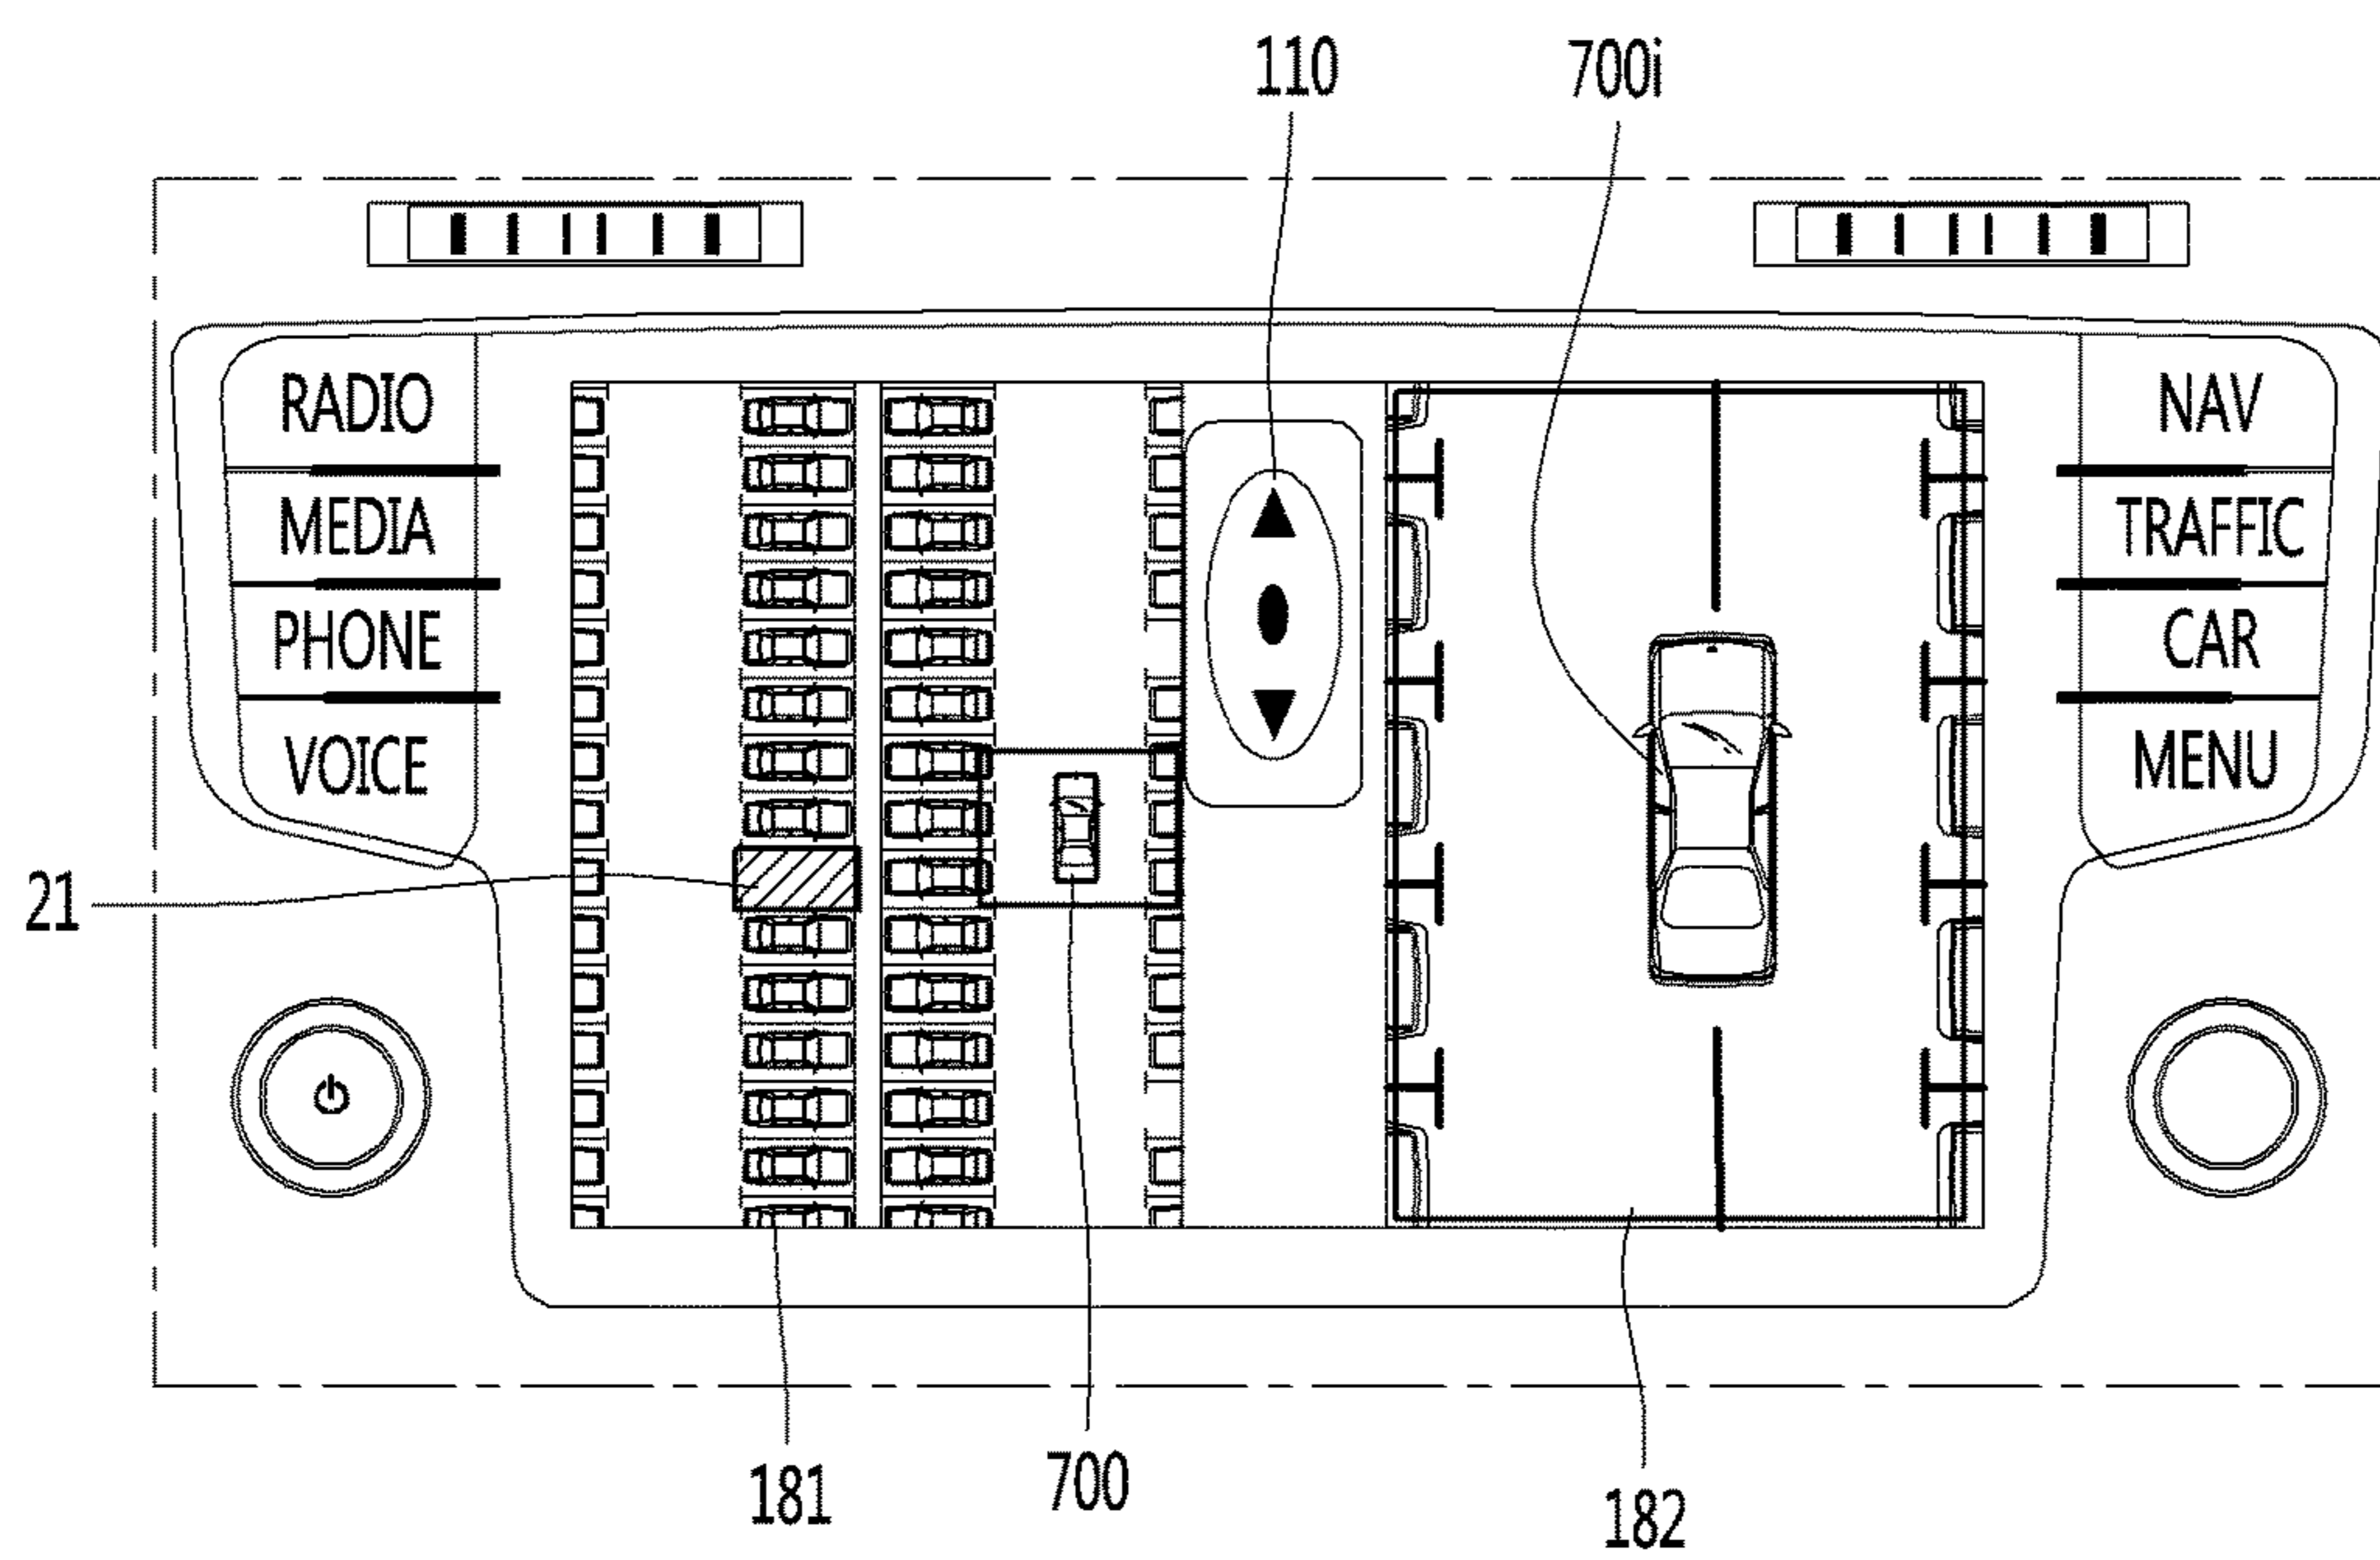 110 700i
RADIO NAV
MEDIA TRAFFIC
PHONE CAR
VOICE MENU
21
181 700 182